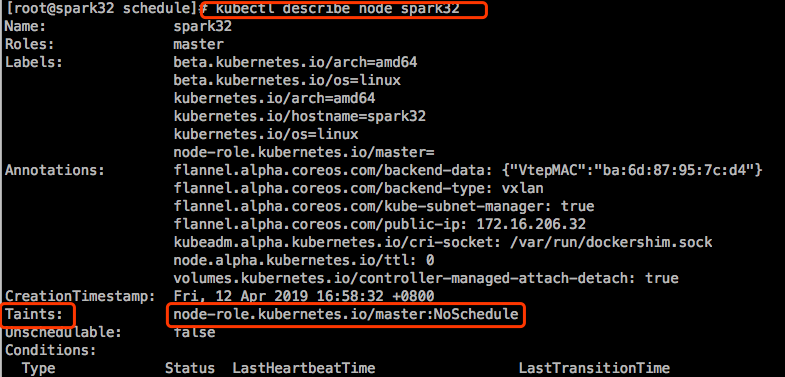 [root@spark32 schedule]# kubectl describe node spark32
Name: spark32
Roles: master
Labels: beta.kubernetes.io/arch=amd64
beta.kubernetes.io/os=linux
kubernetes.io/arch=amd64
kubernetes.io/hostname=spark32
kubernetes.io/os=linux
node-role.kubernetes.io/master=
Annotations: flannel.alpha.coreos.com/backend-data: {"VtepMAC":"ba:6d:87:95:7c:d4"}
flannel.alpha.coreos.com/backend-type: vxlan
flannel.alpha.coreos.com/kube-subnet-manager: true
flannel.alpha.coreos.com/public-ip: 172.16.206.32
kubeadm.alpha.kubernetes.io/cri-socket: /var/run/dockershim.sock
node.alpha.kubernetes.io/ttl: 0
volumes.kubernetes.io/controller-managed-attach-detach: true
CreationTimestamp: Fri, 12 Apr 2019 16:58:32 +0800
Taints: node-role.kubernetes.io/master:NoSchedule
Unschedulable: false
Conditions:
Type Status LastHeartbeatTime LastTransitionTime